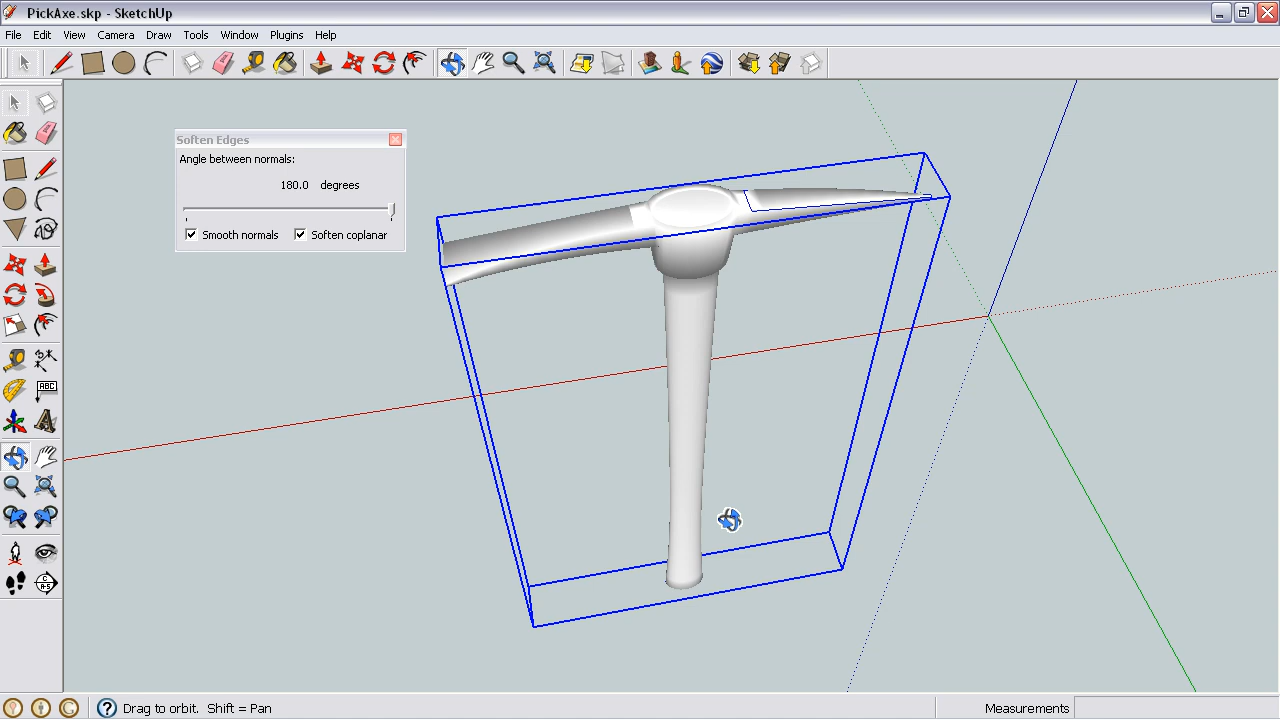 PickAxe.skp - SketchUp
File Edit View Camera Draw Tools Window Plugins Help
Soften Edges
Angle between normals:
180.0 degrees
Smooth normals Soften coplanar
ABC
Drag to orbit. Shift = Pan
Measurements